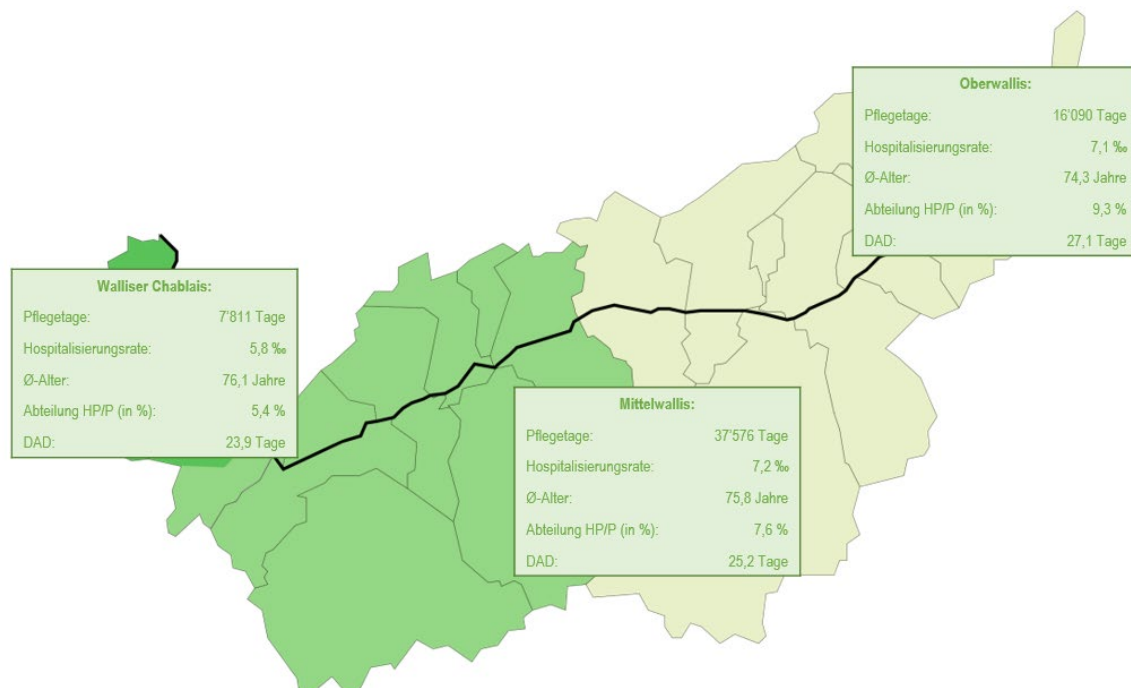 Oberwallis:
Pflegetage: 16'090 Tage
Hospitalisierungsrate: 7,1 ‰
Ø-Alter: 74,3 Jahre
Abteilung HP/P (in %): 9,3 %
DAD: 27,1 Tage
Walliser Chablais:
Pflegetage: 7'811 Tage
Hospitalisierungsrate: 5,8 ‰
Ø-Alter: 76,1 Jahre
Abteilung HP/P (in %): 5,4 %
DAD: 23,9 Tage
Mittelwallis:
Pflegetage: 37'576 Tage
Hospitalisierungsrate: 7,2 ‰
Ø-Alter: 75,8 Jahre
Abteilung HP/P (in %): 7,6 %
DAD: 25,2 Tage